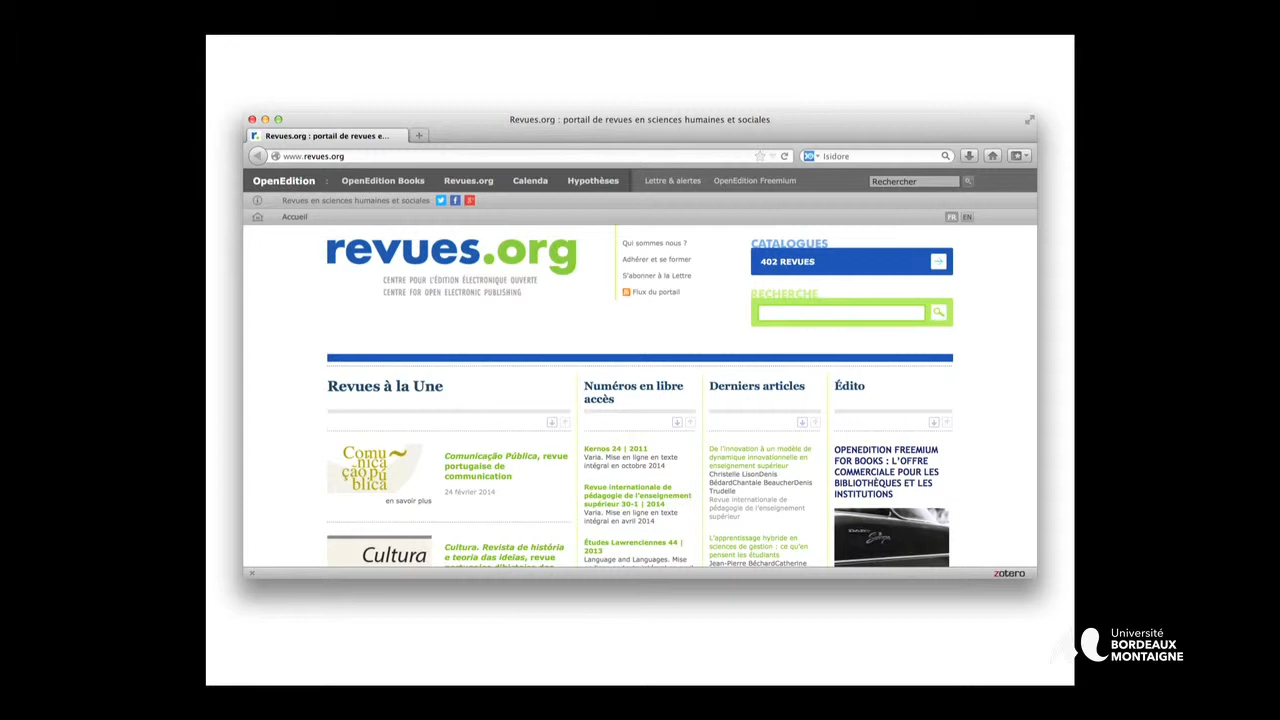 Revues.org : portail de revues en sciences humaines et sociales
Revues.org : portail de revues e...
www.revues.org
Isidore
OpenEdition
OpenEdition Books
Revues.org
Calenda
Hypothèses
Lettre & alertes
OpenEdition Freemium
Rechercher
Revues en sciences humaines et sociales
Accueil
FR
EN
revues.org
CENTRE POUR L'ÉDITION ÉLECTRONIQUE OUVERTE
CENTRE FOR OPEN ELECTRONIC PUBLISHING
Qui sommes nous ?
Adhérer et se former
S'abonner à la Lettre
Flux du portail
CATALOGUES
402 REVUES
RECHERCHE
Revues à la Une
Comunicação pública
en savoir plus
Comunicação Pública, revue
portugaise de
communication
24 février 2014
Cultura
Cultura. Revista de história
e teoria das ideias, revue
Numéros en libre
accès
Kernos 24 | 2011
Varia. Mise en ligne en texte
intégral en octobre 2014
Revue internationale de
pédagogie de l'enseignement
supérieur 30-1 | 2014
Varia. Mise en ligne en texte
intégral en avril 2014
Études Lawrenciennes 44 |
2013
Language and Languages. Mise
Derniers articles
De l'innovation à un modèle de
dynamique innovationnelle en
enseignement supérieur
Christelle LisonDenis
BédardChantale BeaucherDenis
Trudelle
Revue internationale de
pédagogie de l'enseignement
supérieur
L'apprentissage hybride en
sciences de gestion : ce qu'en
pensent les étudiants
Jean-Pierre BéchardCatherine
Édito
OPENEDITION FREEMIUM
FOR BOOKS : L'OFFRE
COMMERCIALE POUR LES
BIBLIOTHÈQUES ET LES
INSTITUTIONS
zotero
Université
BORDEAUX
MONTAIGNE